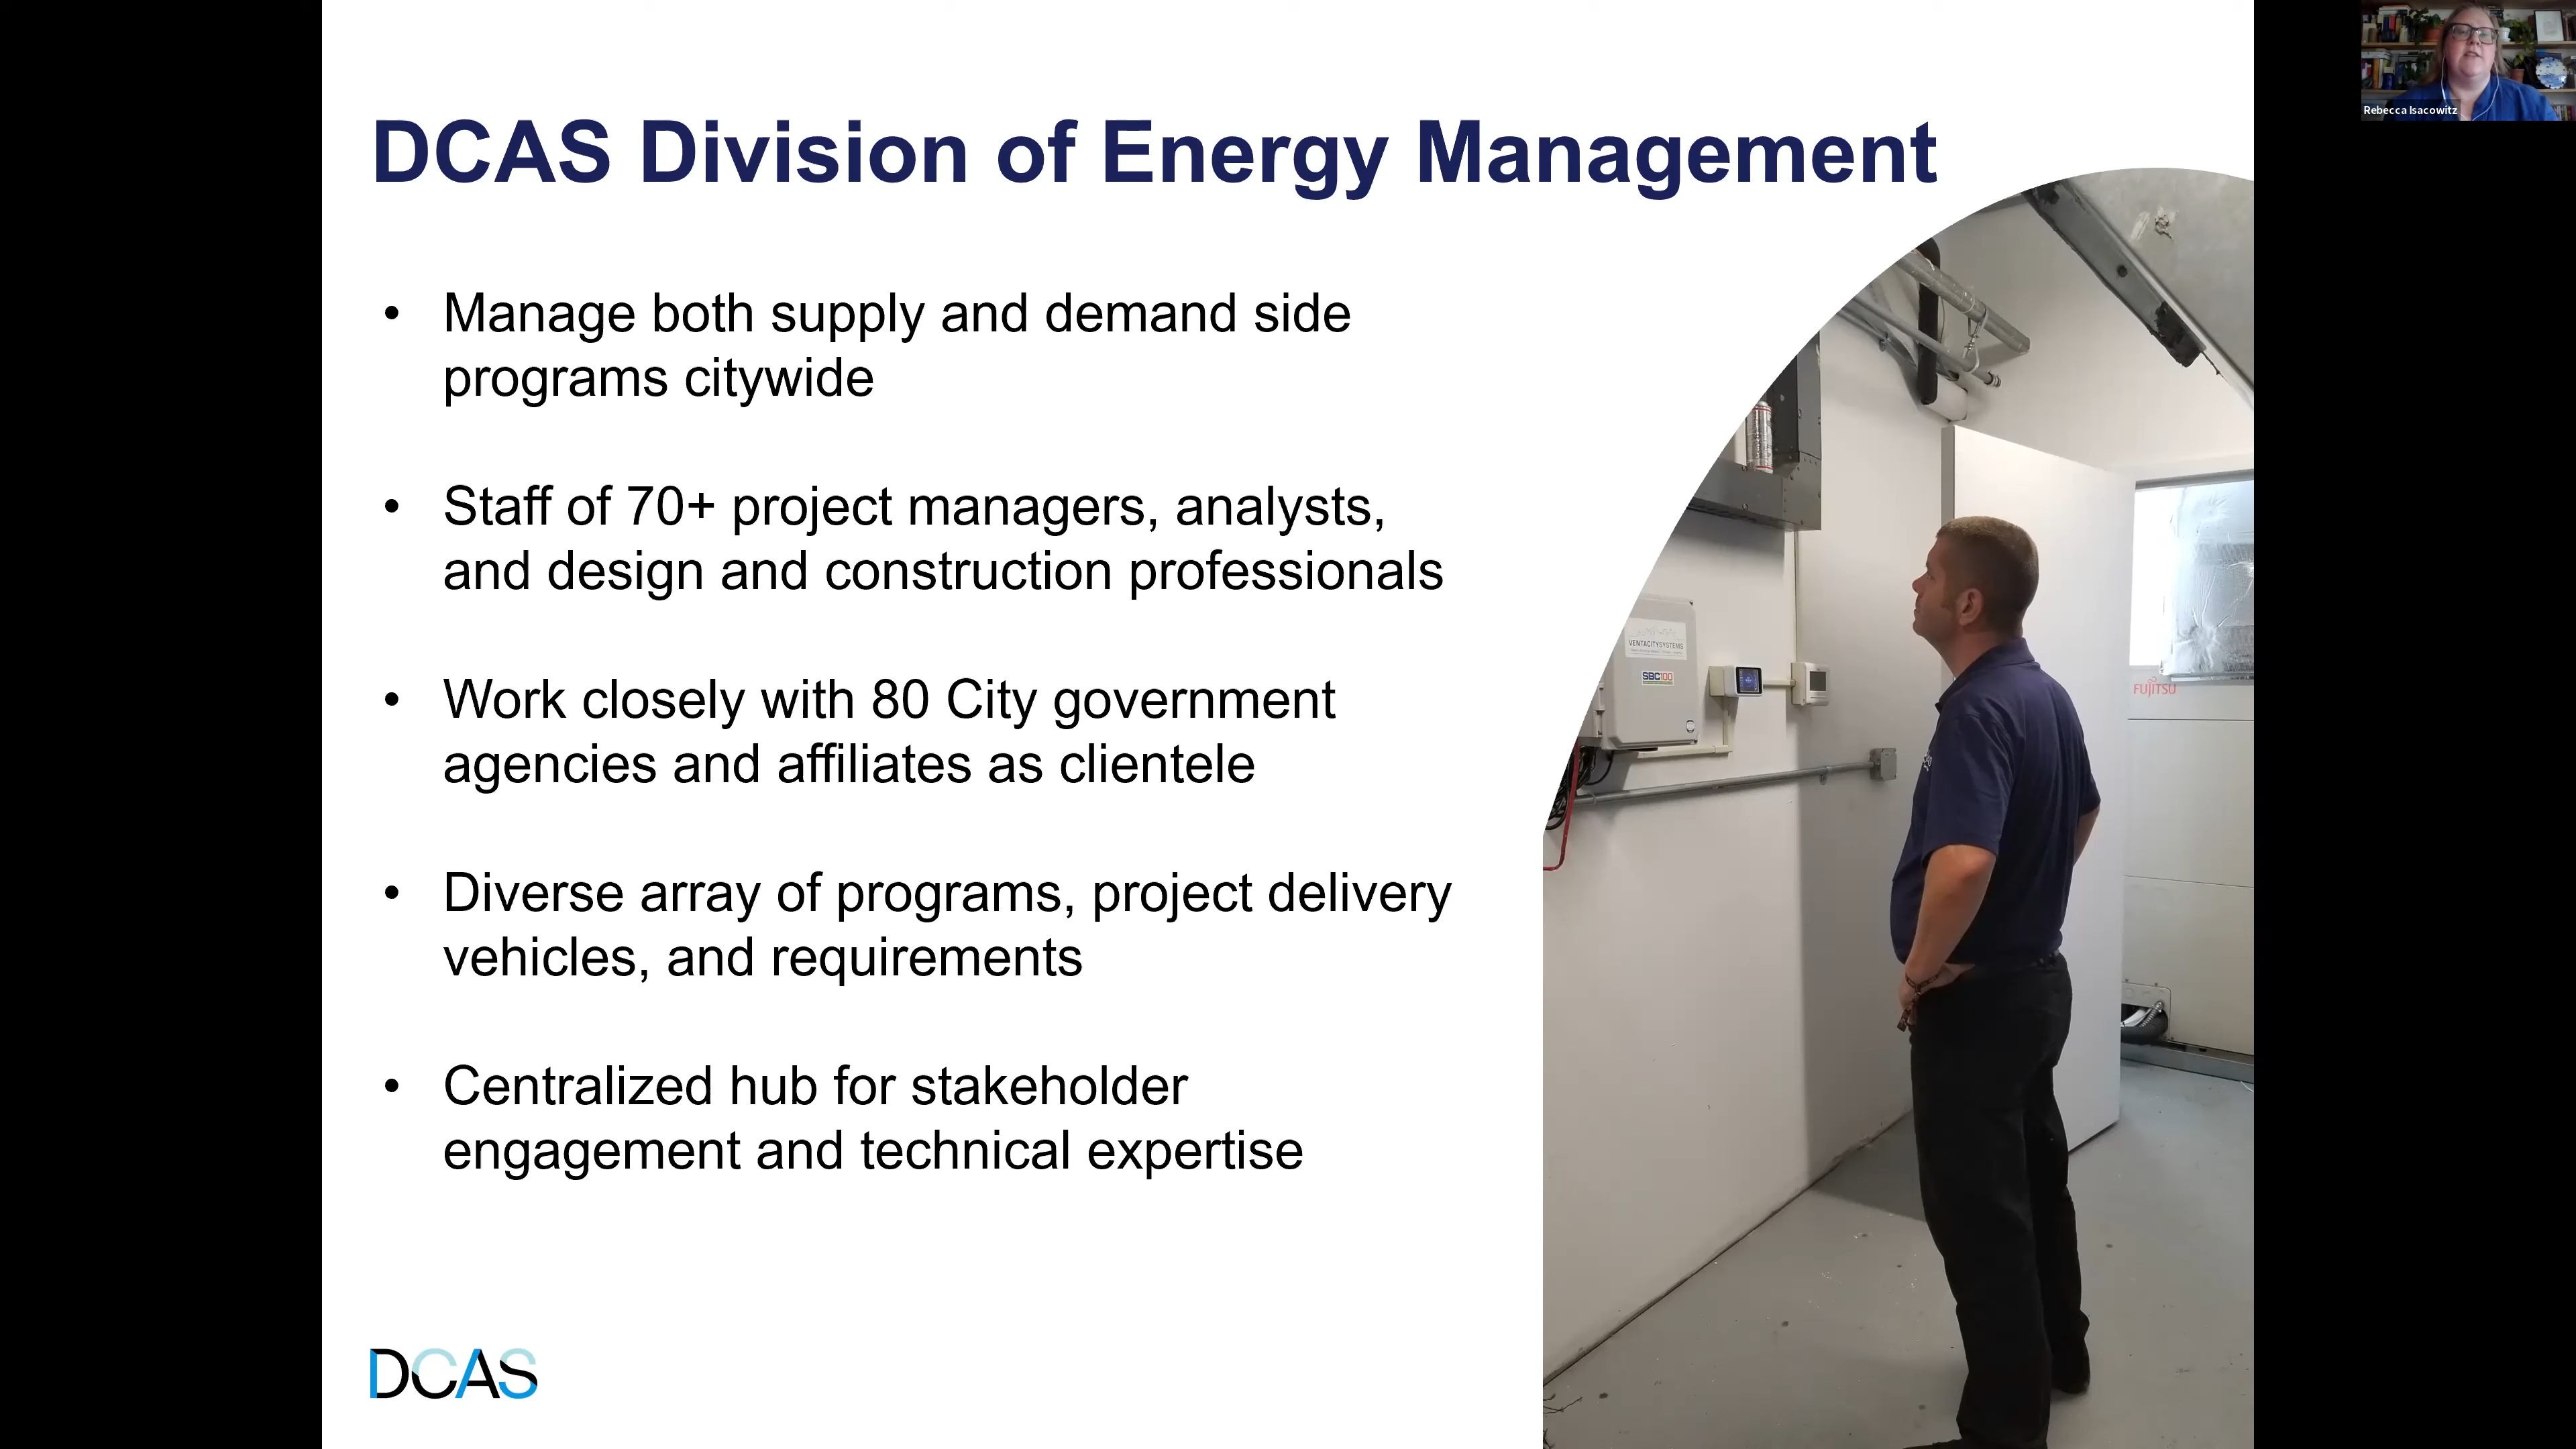 Rebecca Isacowitz
DCAS Division of Energy Management
• Manage both supply and demand side
programs citywide
• Staff of 70+ project managers, analysts,
and design and construction professionals
• Work closely with 80 City government
agencies and affiliates as clientele
• Diverse array of programs, project delivery
vehicles, and requirements
• Centralized hub for stakeholder
engagement and technical expertise
VENTACITYSYSTEMS
SBC100
FUJITSU
DCAS